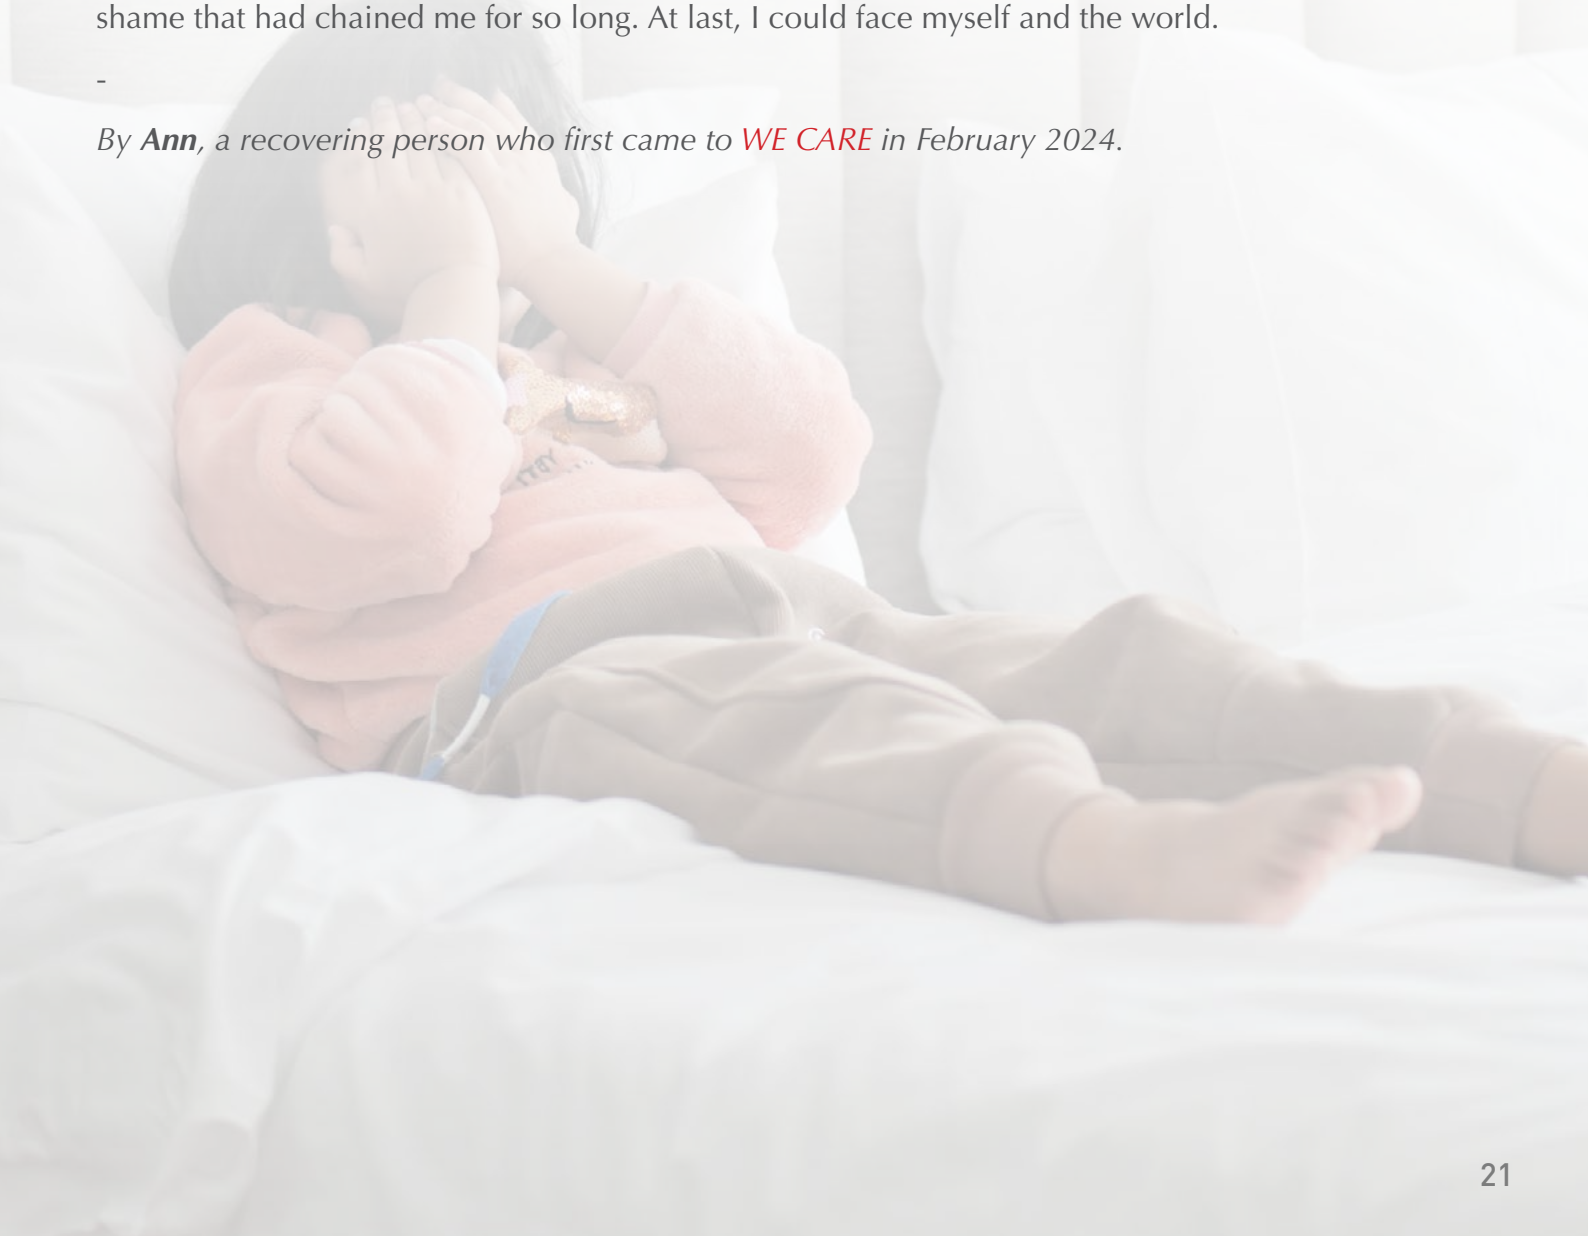 shame that had chained me for so long. At last, I could face myself and the world.
-
By Ann, a recovering person who first came to WE CARE in February 2024.
21